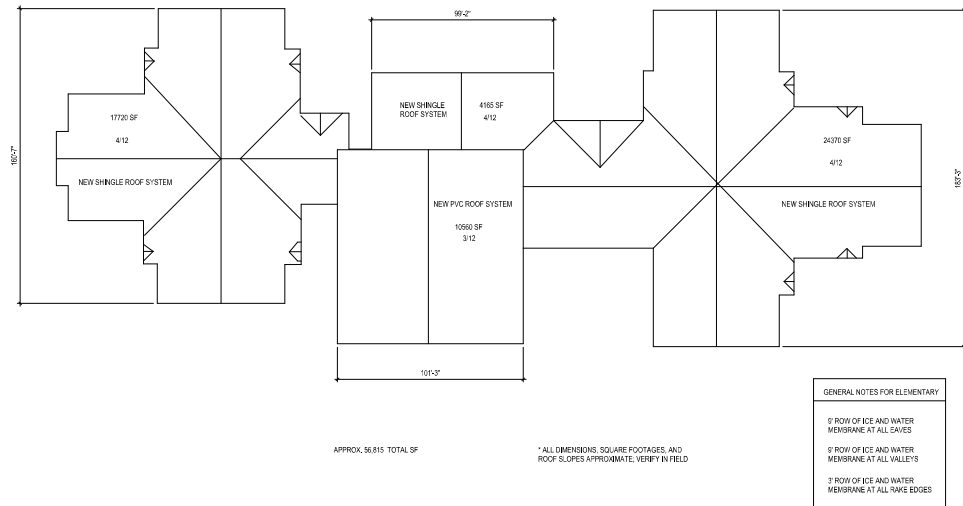 99'-2"
160'-7"
17720 SF
4/12
NEW SHINGLE ROOF SYSTEM
NEW SHINGLE
ROOF SYSTEM
4165 SF
4/12
NEW PVC ROOF SYSTEM
10560 SF
3/12
24370 SF
4/12
NEW SHINGLE ROOF SYSTEM
183'-3"
101'-3"
APPROX. 56,815 TOTAL SF
* ALL DIMENSIONS, SQUARE FOOTAGES, AND
ROOF SLOPES APPROXIMATE; VERIFY IN FIELD
GENERAL NOTES FOR ELEMENTARY
9' ROW OF ICE AND WATER
MEMBRANE AT ALL EAVES
9' ROW OF ICE AND WATER
MEMBRANE AT ALL VALLEYS
3' ROW OF ICE AND WATER
MEMBRANE AT ALL RAKE EDGES